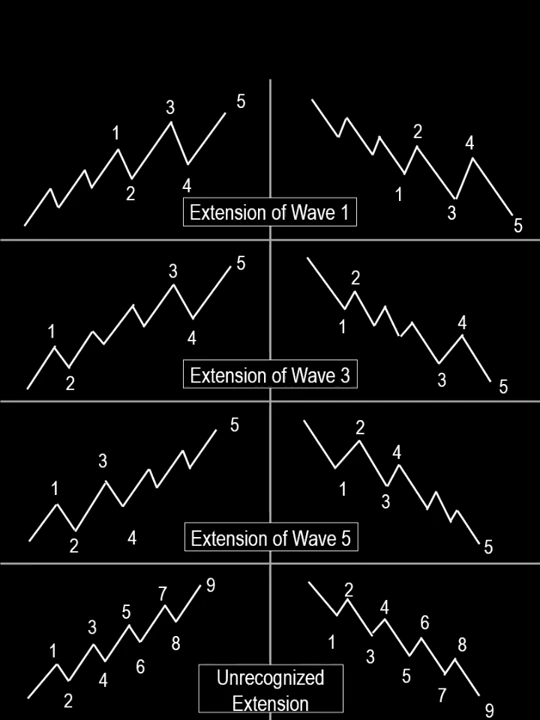 1 2 3 4 5
1 2 3 4 5
Extension of Wave 1
1 2 3 4 5
1 2 3 4 5
Extension of Wave 3
1 2 3 4 5
1 2 3 4 5
Extension of Wave 5
1 2 3 4 5 6 7 8 9
1 2 3 4 5 6 7 8 9
Unrecognized
Extension